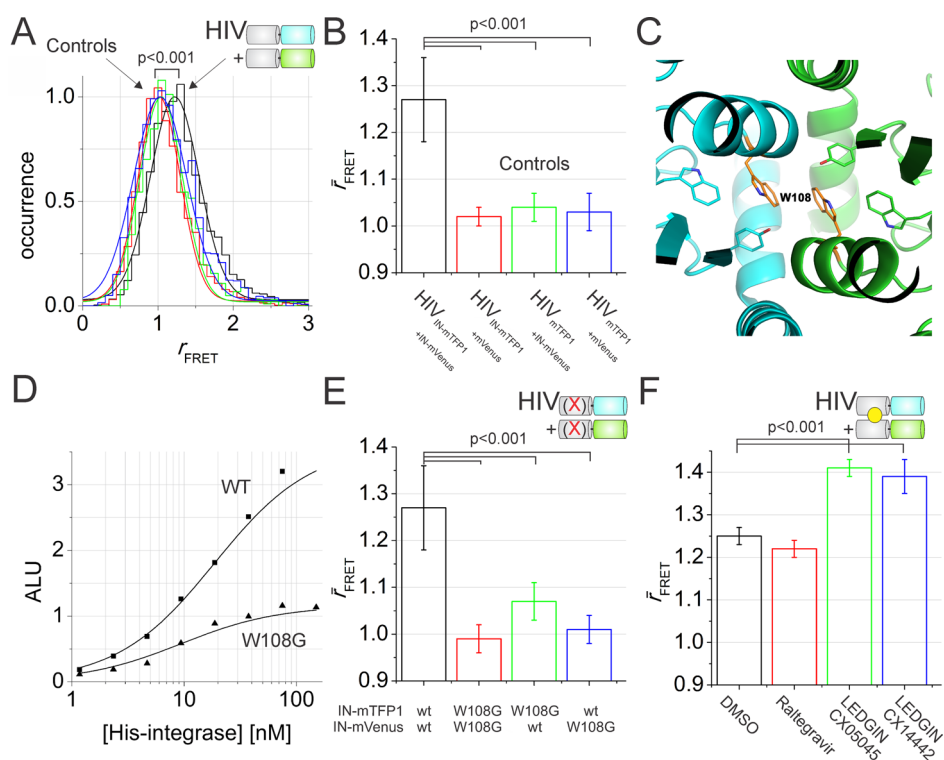 A
Controls
HIV
+
p<0.001
occurrence
1.0
0.5
0.0
0 1 2 3
rFRET
B
p<0.001
r̄FRET
1.4
1.3
1.2
1.1
1.0
0.9
Controls
HIV IN-mTFP1 +IN-mVenus
HIV IN-mTFP1 +mVenus
HIV mTFP1 +IN-mVenus
HIV mTFP1 +mVenus
C
W108
D
ALU
3
2
1
0
WT
W108G
1 10 100
[His-integrase] [nM]
E
HIV (X)
+ (X)
p<0.001
r̄FRET
1.4
1.3
1.2
1.1
1.0
0.9
IN-mTFP1 wt W108G W108G wt
IN-mVenus wt W108G wt W108G
F
HIV
+
p<0.001
r̄FRET
1.4
1.3
1.2
1.1
1.0
0.9
DMSO
Raltegravir
LEDGIN
CX05045
LEDGIN
CX14442